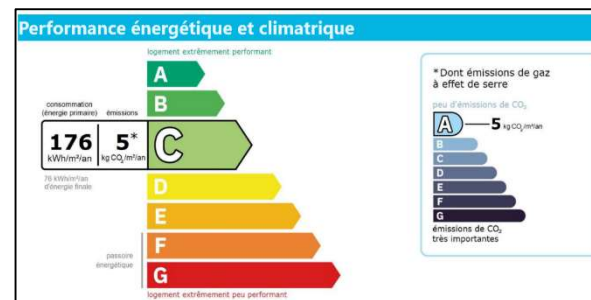 Performance énergétique et climatrique
logement extrêmement performant
A
B
consommation
(énergie primaire) émissions
176 5*
kWh/m²/an kg CO₂/m²/an
C
76 kWh/m²/an
d'énergie finale
D
E
F
passoire
énergétique
G
logement extrêmement peu performant
*Dont émissions de gaz
à effet de serre
peu d'émissions de CO₂
A 5 kg CO₂/m²/an
B
C
D
E
F
G
émissions de CO₂
très importantes